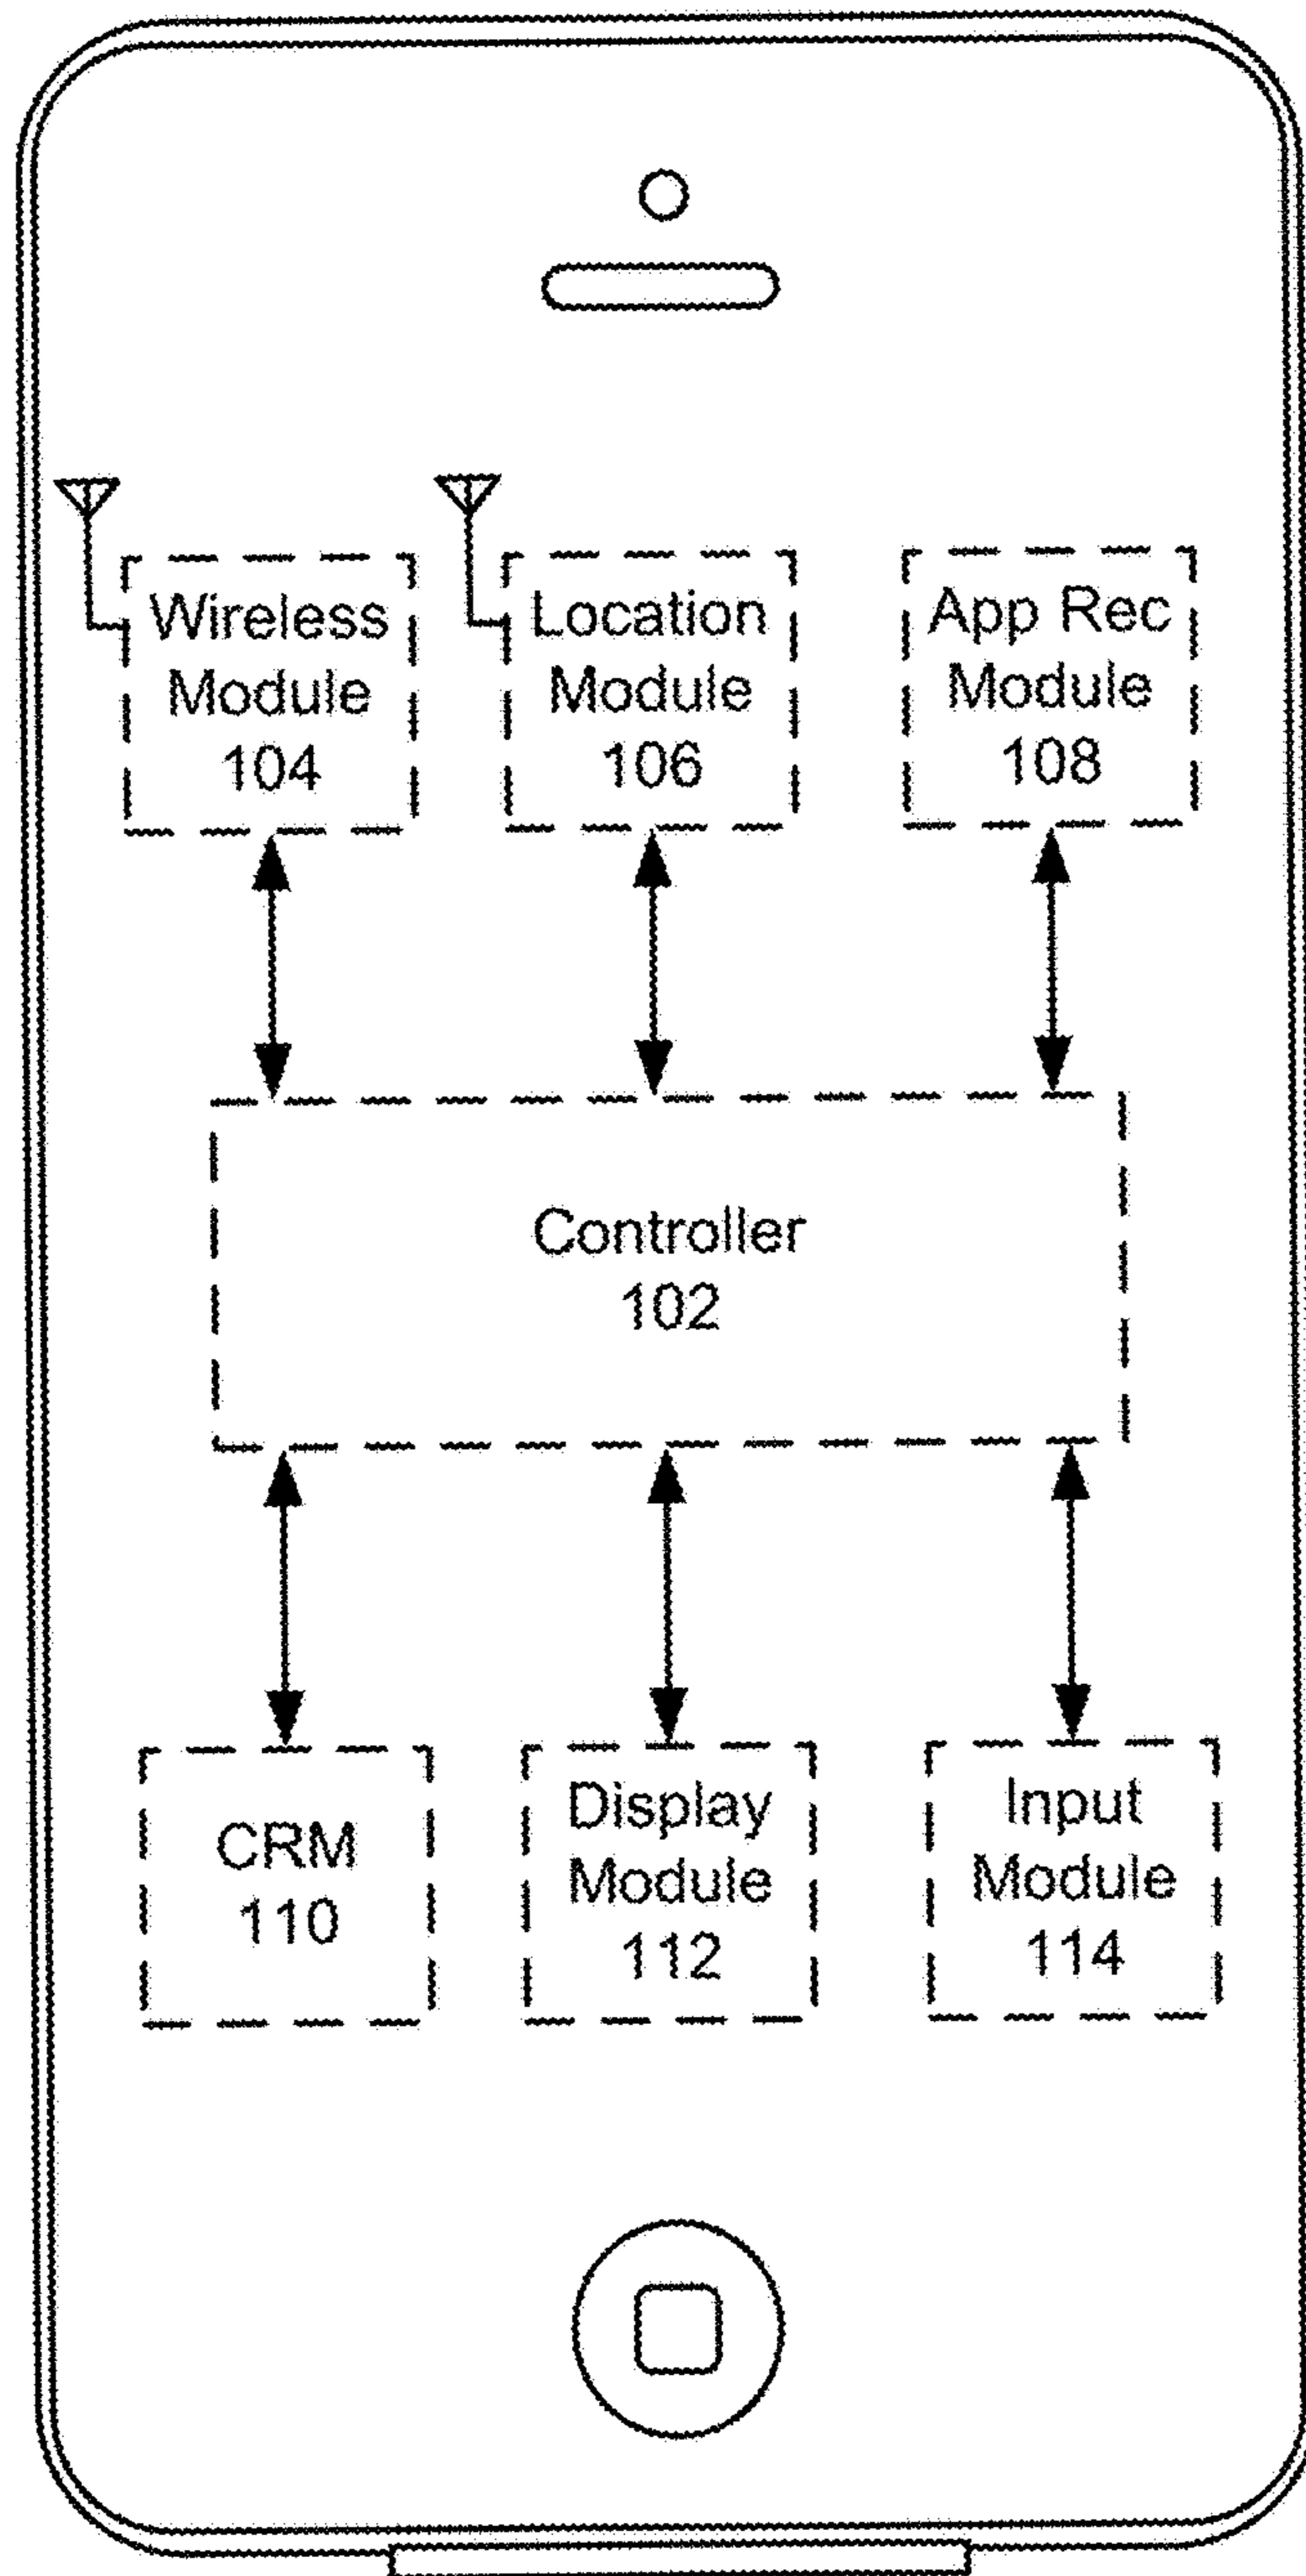 Wireless
Module
104
Location
Module
106
App Rec
Module
108
Controller
102
CRM
110
Display
Module
112
Input
Module
114